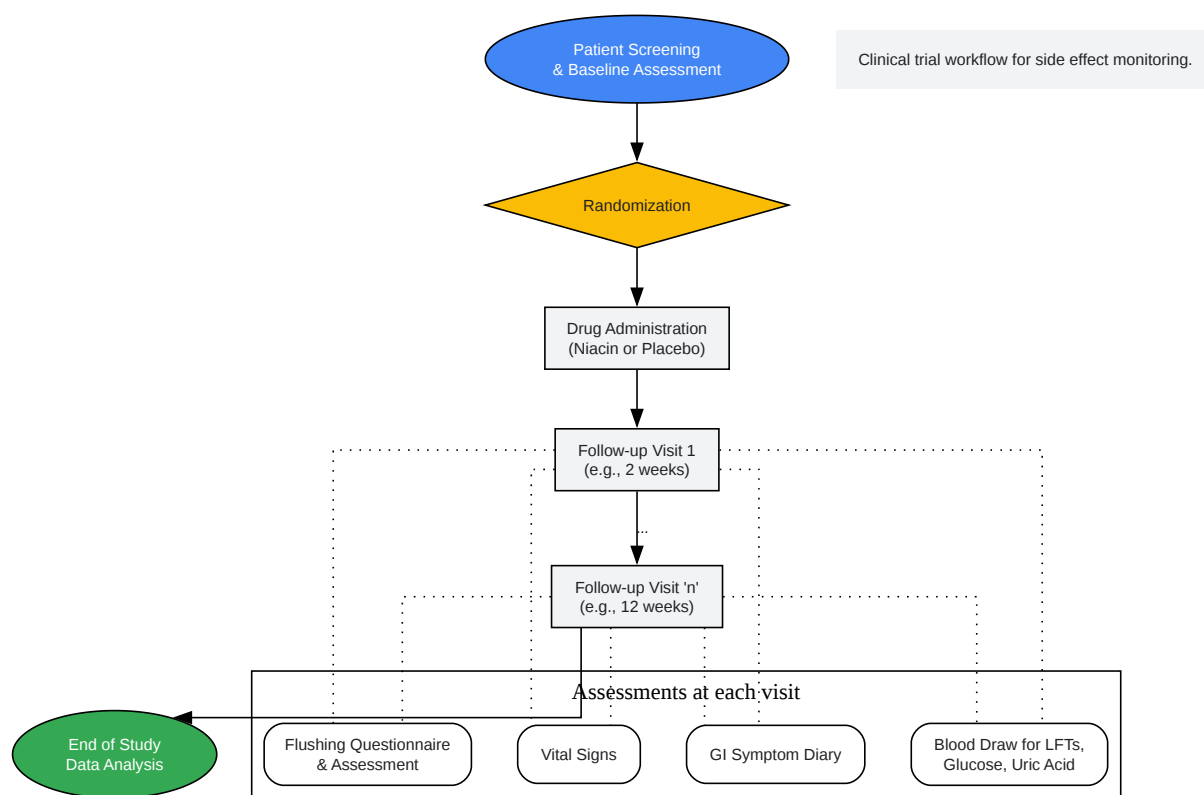 Patient Screening
& Baseline Assessment
Clinical trial workflow for side effect monitoring.
Randomization
Drug Administration
(Niacin or Placebo)
Follow-up Visit 1
(e.g., 2 weeks)
...
Follow-up Visit 'n'
(e.g., 12 weeks)
Assessments at each visit
End of Study
Data Analysis
Flushing Questionnaire
& Assessment
Vital Signs
GI Symptom Diary
Blood Draw for LFTs,
Glucose, Uric Acid